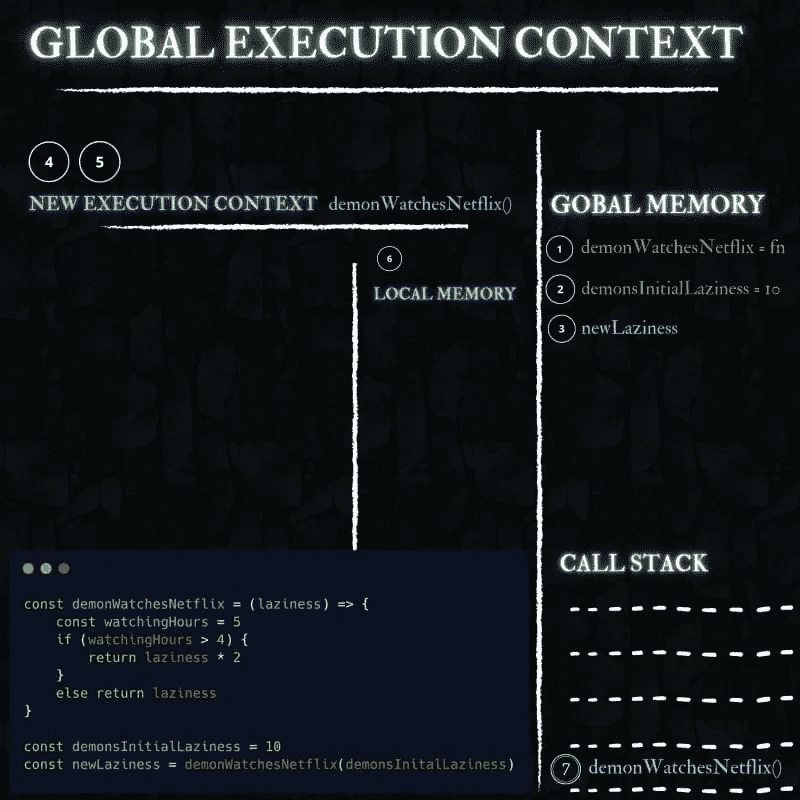 GLOBAL EXECUTION CONTEXT
4 5
NEW EXECUTION CONTEXT demonWatchesNetflix()
6
LOCAL MEMORY
GOBAL MEMORY
1 demonWatchesNetflix = fn
2 demonsInitialLaziness = 10
3 newLaziness
const demonWatchesNetflix = (laziness) => {
    const watchingHours = 5
    if (watchingHours > 4) {
        return laziness * 2
    }
    else return laziness
}
const demonsInitialLaziness = 10
const newLaziness = demonWatchesNetflix(demonsInitalLaziness)
CALL STACK
7 demonWatchesNetflix()